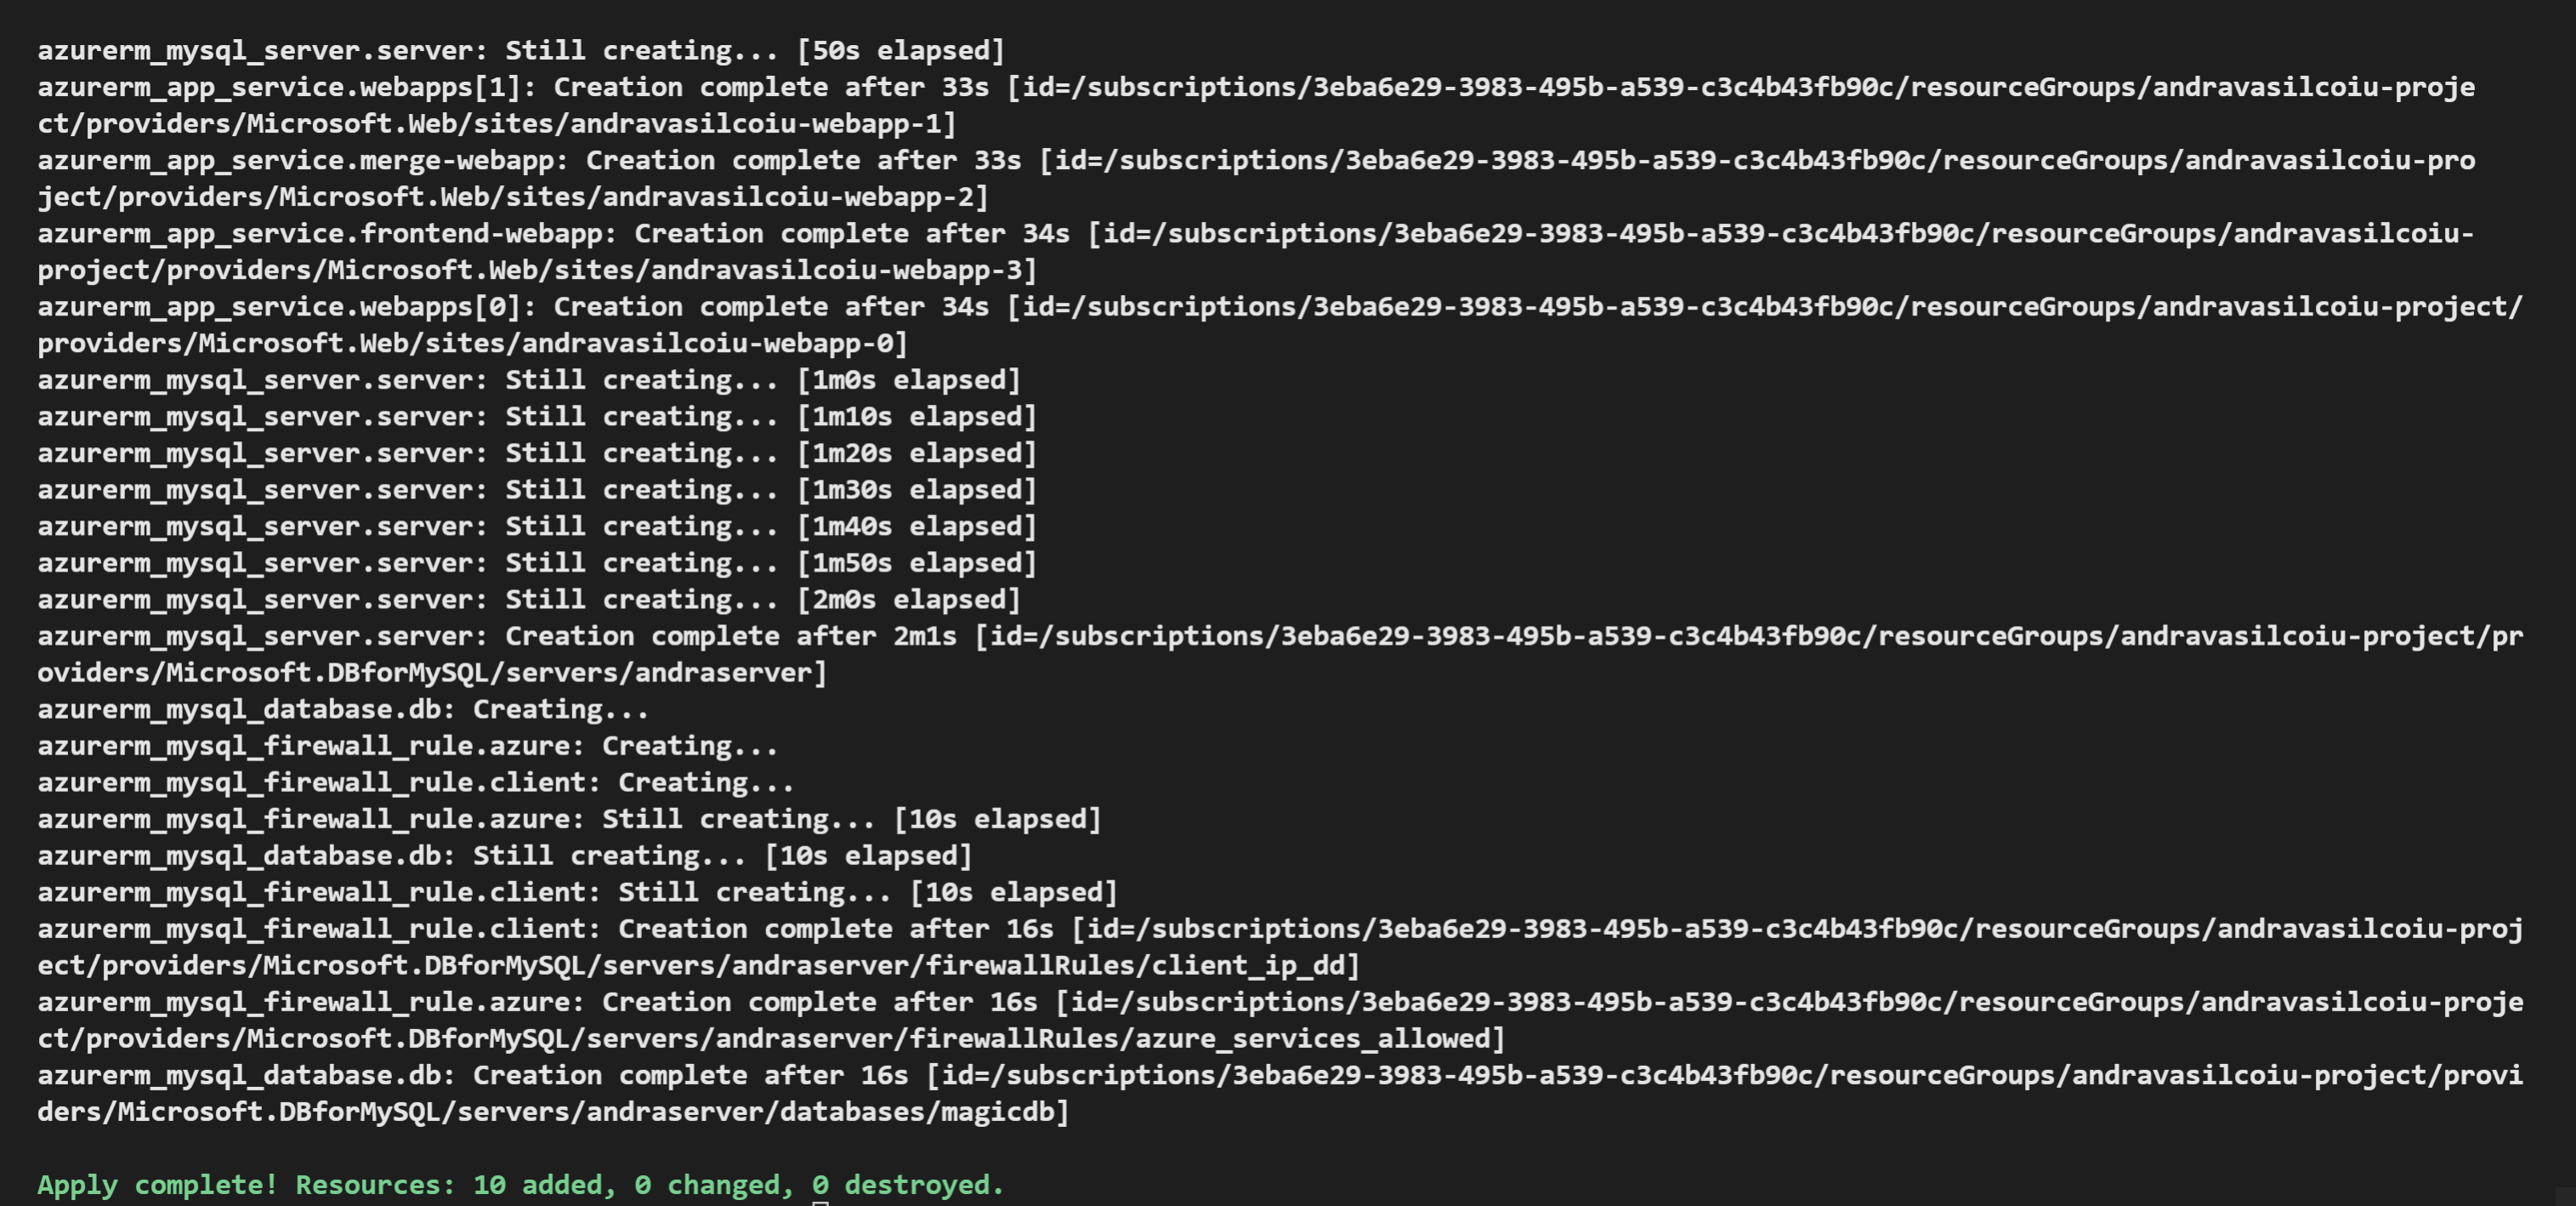 azurerm_mysql_server.server: Still creating... [50s elapsed]
azurerm_app_service.webapps[1]: Creation complete after 33s [id=/subscriptions/3eba6e29-3983-495b-a539-c3c4b43fb90c/resourceGroups/andravasilcoiu-proje
ct/providers/Microsoft.Web/sites/andravasilcoiu-webapp-1]
azurerm_app_service.merge-webapp: Creation complete after 33s [id=/subscriptions/3eba6e29-3983-495b-a539-c3c4b43fb90c/resourceGroups/andravasilcoiu-pro
ject/providers/Microsoft.Web/sites/andravasilcoiu-webapp-2]
azurerm_app_service.frontend-webapp: Creation complete after 34s [id=/subscriptions/3eba6e29-3983-495b-a539-c3c4b43fb90c/resourceGroups/andravasilcoiu-
project/providers/Microsoft.Web/sites/andravasilcoiu-webapp-3]
azurerm_app_service.webapps[0]: Creation complete after 34s [id=/subscriptions/3eba6e29-3983-495b-a539-c3c4b43fb90c/resourceGroups/andravasilcoiu-project/
providers/Microsoft.Web/sites/andravasilcoiu-webapp-0]
azurerm_mysql_server.server: Still creating... [1m0s elapsed]
azurerm_mysql_server.server: Still creating... [1m10s elapsed]
azurerm_mysql_server.server: Still creating... [1m20s elapsed]
azurerm_mysql_server.server: Still creating... [1m30s elapsed]
azurerm_mysql_server.server: Still creating... [1m40s elapsed]
azurerm_mysql_server.server: Still creating... [1m50s elapsed]
azurerm_mysql_server.server: Still creating... [2m0s elapsed]
azurerm_mysql_server.server: Creation complete after 2m1s [id=/subscriptions/3eba6e29-3983-495b-a539-c3c4b43fb90c/resourceGroups/andravasilcoiu-project/pr
oviders/Microsoft.DBforMySQL/servers/andraserver]
azurerm_mysql_database.db: Creating...
azurerm_mysql_firewall_rule.azure: Creating...
azurerm_mysql_firewall_rule.client: Creating...
azurerm_mysql_firewall_rule.azure: Still creating... [10s elapsed]
azurerm_mysql_database.db: Still creating... [10s elapsed]
azurerm_mysql_firewall_rule.client: Still creating... [10s elapsed]
azurerm_mysql_firewall_rule.client: Creation complete after 16s [id=/subscriptions/3eba6e29-3983-495b-a539-c3c4b43fb90c/resourceGroups/andravasilcoiu-proj
ect/providers/Microsoft.DBforMySQL/servers/andraserver/firewallRules/client_ip_dd]
azurerm_mysql_firewall_rule.azure: Creation complete after 16s [id=/subscriptions/3eba6e29-3983-495b-a539-c3c4b43fb90c/resourceGroups/andravasilcoiu-proje
ct/providers/Microsoft.DBforMySQL/servers/andraserver/firewallRules/azure_services_allowed]
azurerm_mysql_database.db: Creation complete after 16s [id=/subscriptions/3eba6e29-3983-495b-a539-c3c4b43fb90c/resourceGroups/andravasilcoiu-project/provi
ders/Microsoft.DBforMySQL/servers/andraserver/databases/magicdb]
Apply complete! Resources: 10 added, 0 changed, 0 destroyed.